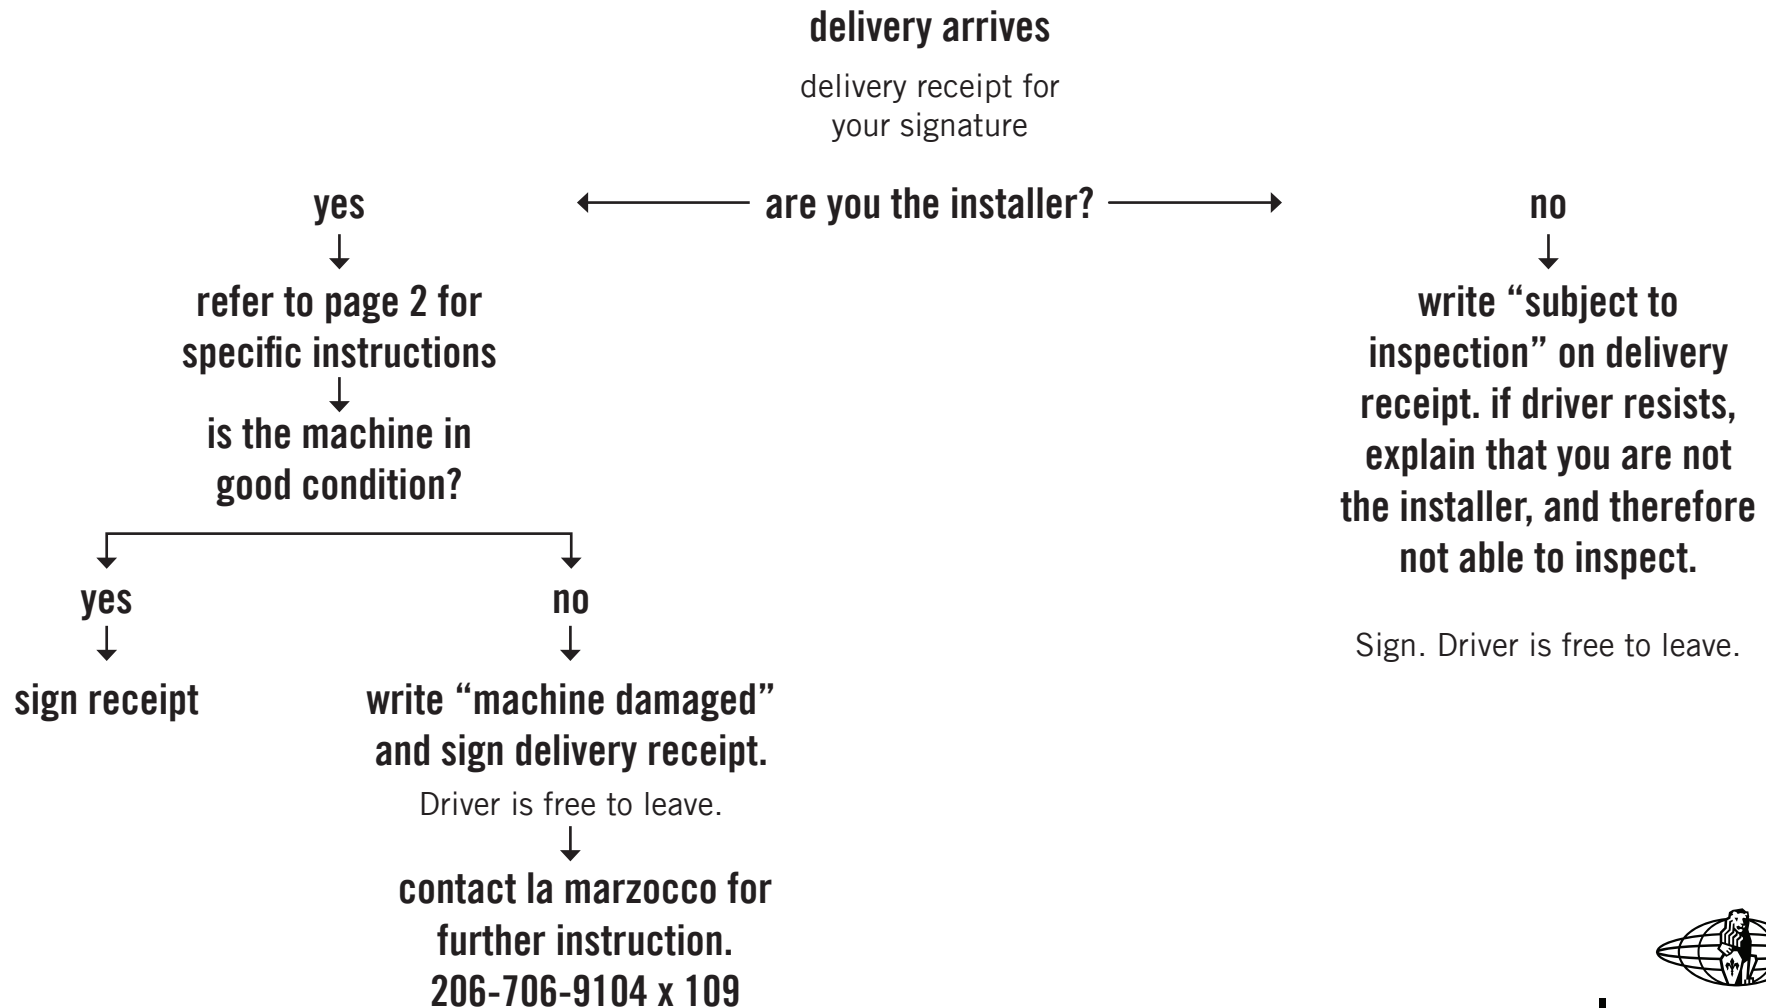 delivery arrives
delivery receipt for
your signature
yes
are you the installer?
no
refer to page 2 for
specific instructions
is the machine in
good condition?
yes
no
sign receipt
write “machine damaged”
and sign delivery receipt.
Driver is free to leave.
contact la marzocco for
further instruction.
206-706-9104 x 109
write “subject to
inspection” on delivery
receipt. if driver resists,
explain that you are not
the installer, and therefore
not able to inspect.
Sign. Driver is free to leave.